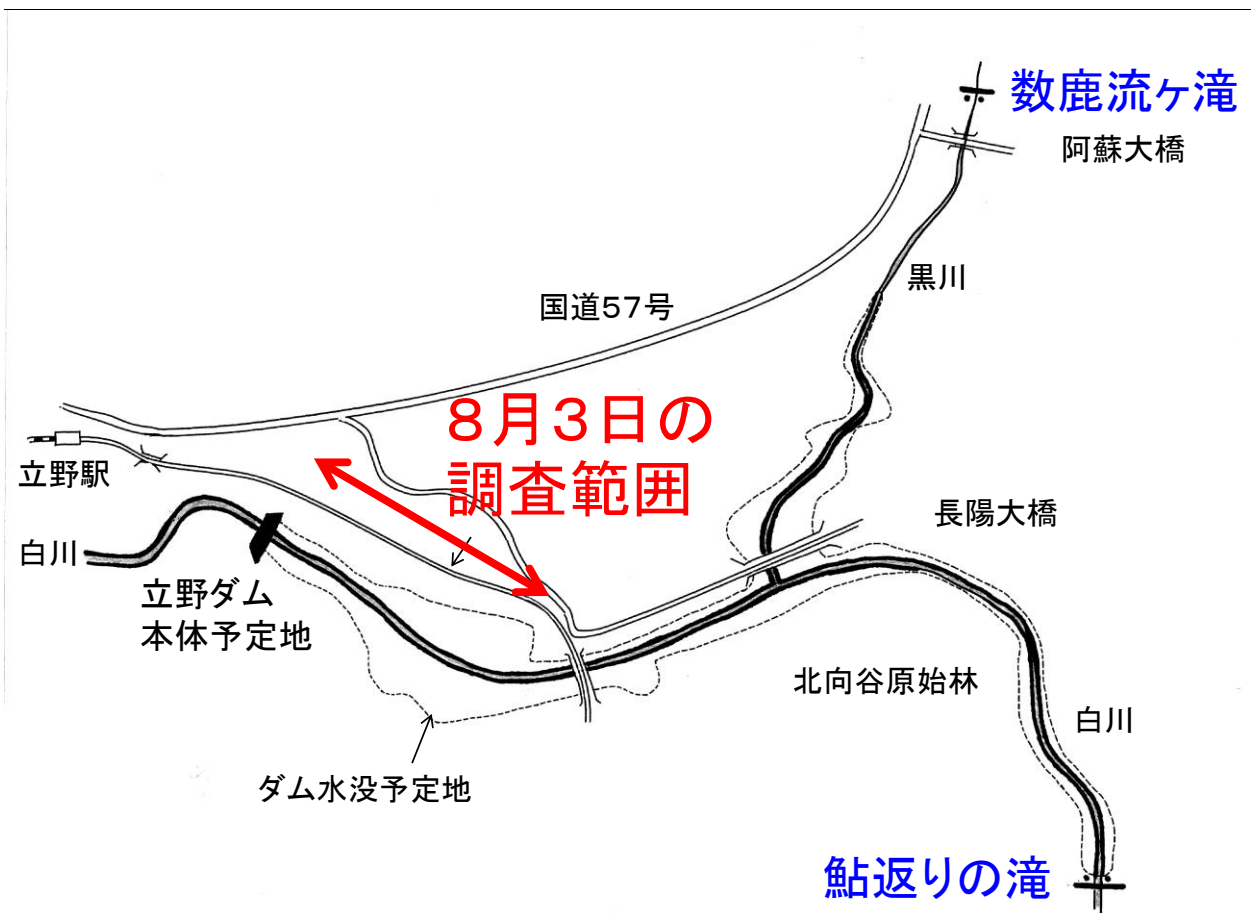 数鹿流ヶ滝
阿蘇大橋
黒川
国道57号
8月3日の
調査範囲
立野駅
長陽大橋
白川
立野ダム
本体予定地
北向谷原始林
白川
ダム水没予定地
鮎返りの滝